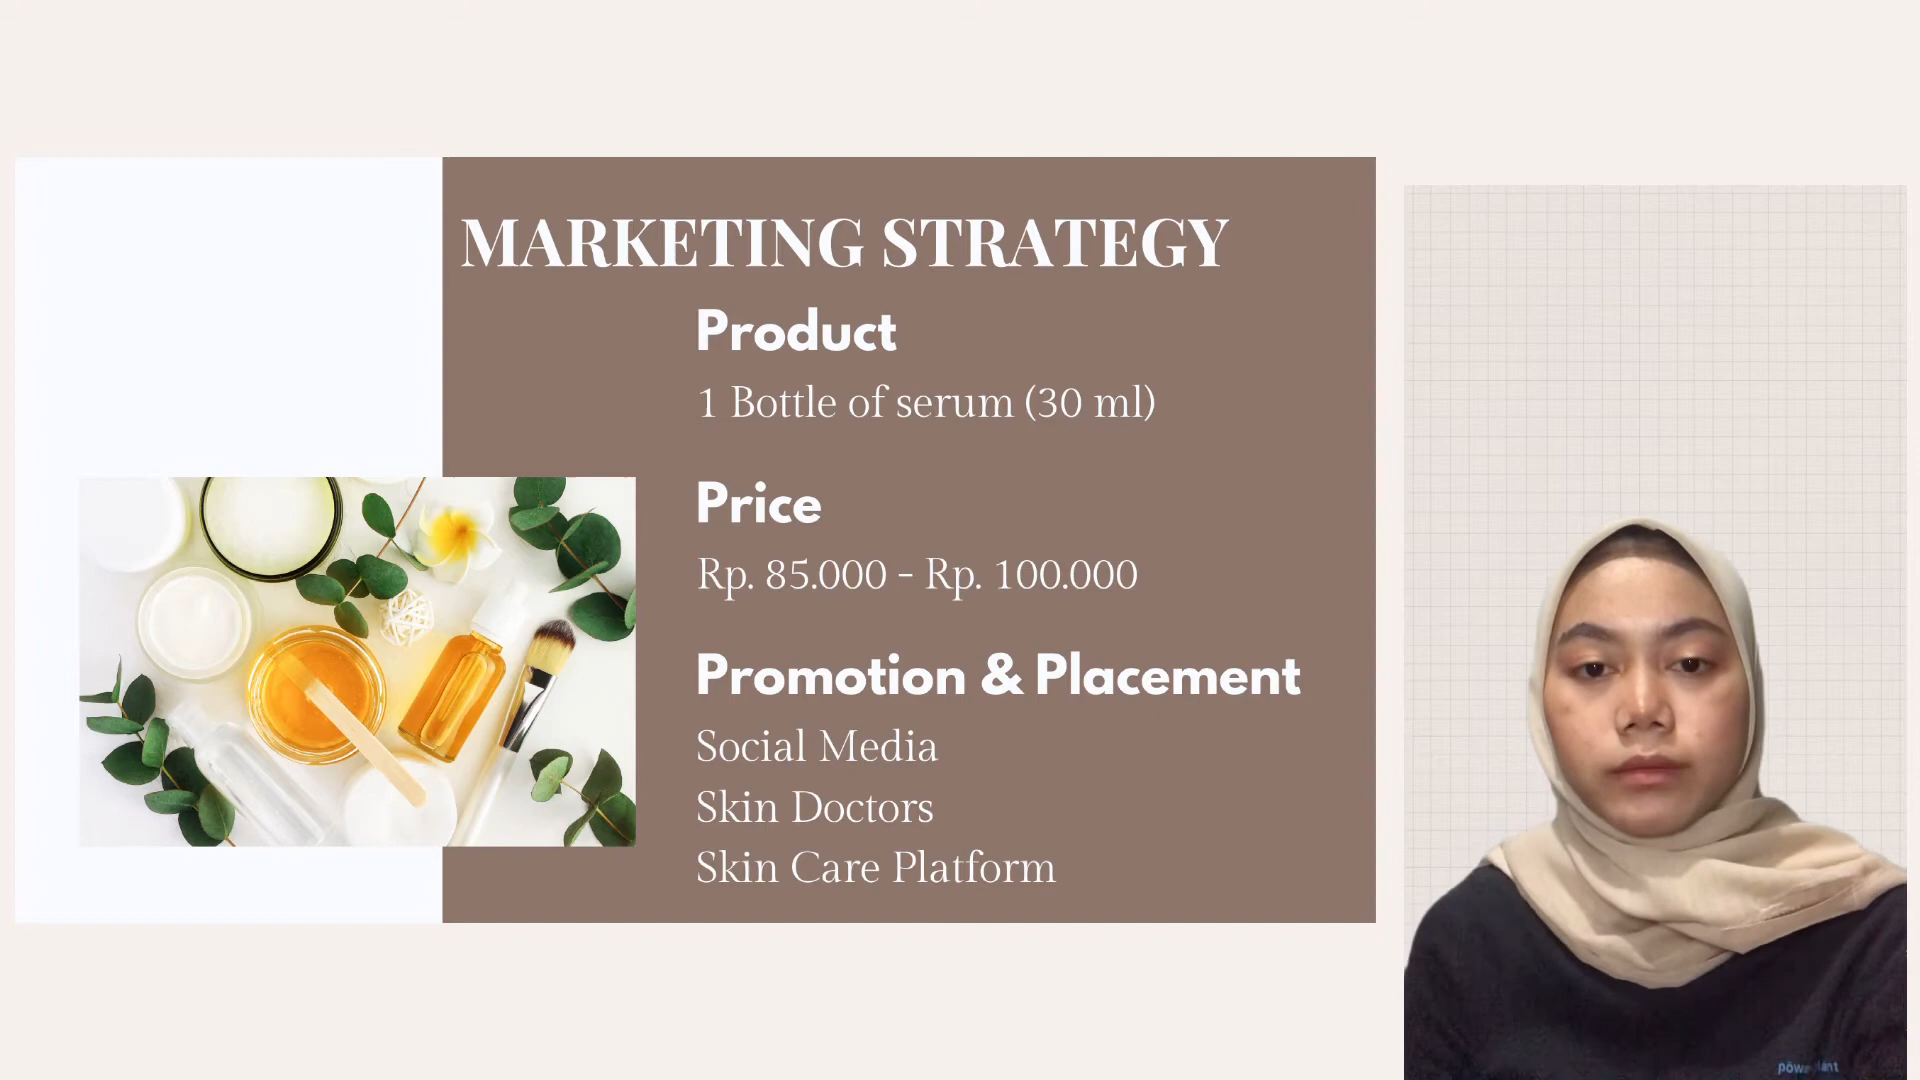 MARKETING STRATEGY
Product
1 Bottle of serum (30 ml)
Price
Rp. 85.000 - Rp. 100.000
Promotion & Placement
Social Media
Skin Doctors
Skin Care Platform